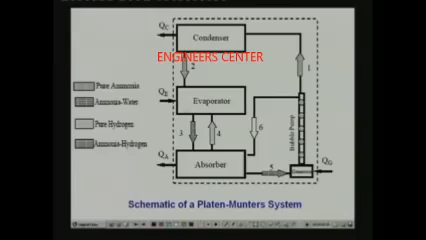 Q_C
Condenser
ENGINEERS CENTER
2
1
Pure Ammonia
Ammonia-Water
Pure Hydrogen
Ammonia-Hydrogen
Q_E
Evaporator
3
4
6
Bubble Pump
Q_A
Absorber
5
Generator
Q_G
Schematic of a Platen-Munters System